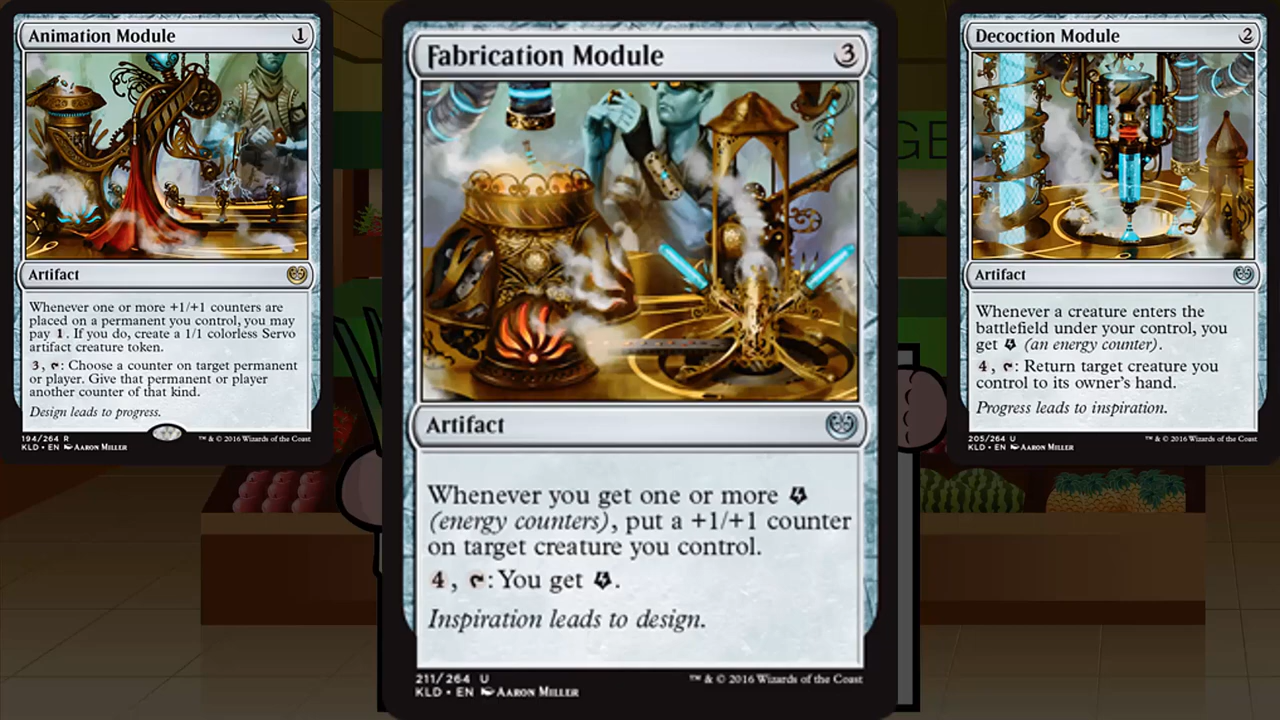 Animation Module 1
Artifact
Whenever one or more +1/+1 counters are
placed on a permanent you control, you may
pay 1. If you do, create a 1/1 colorless Servo
artifact creature token.
3, : Choose a counter on target permanent
or player. Give that permanent or player
another counter of that kind.
Design leads to progress.
194/264 R
KLD • EN AARON MILLER
™ & © 2016 Wizards of the Coast
Fabrication Module 3
Artifact
Whenever you get one or more
(energy counters), put a +1/+1 counter
on target creature you control.
4, : You get .
Inspiration leads to design.
211/264 U
KLD • EN AARON MILLER
™ & © 2016 Wizards of the Coast
Decoction Module 2
Artifact
Whenever a creature enters the
battlefield under your control, you
get (an energy counter).
4, : Return target creature you
control to its owner's hand.
Progress leads to inspiration.
205/264 U
KLD • EN AARON MILLER
™ & © 2016 Wizards of the Coast
GE